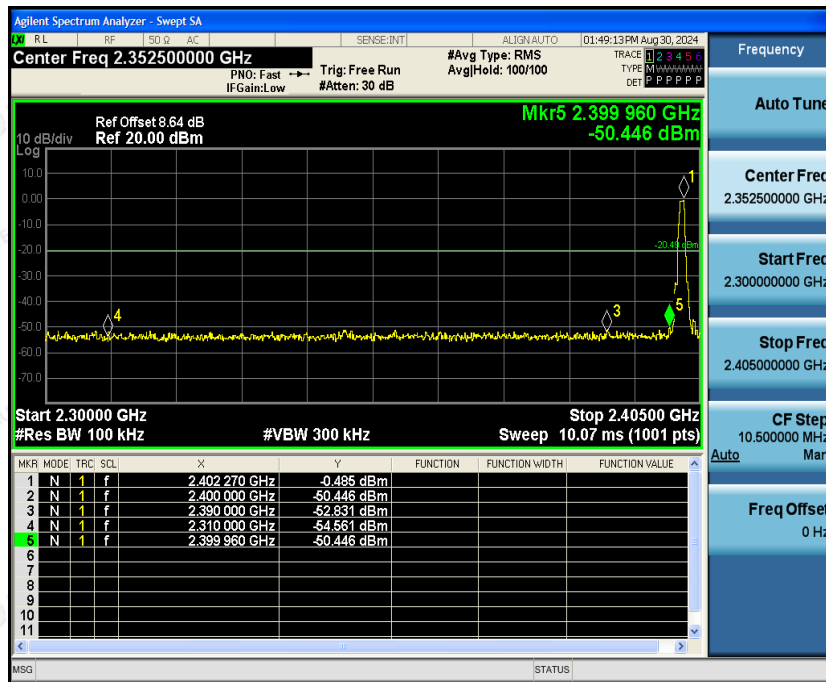 Agilent Spectrum Analyzer - Swept SA
LXI RL RF 50 Ω AC SENSE:INT ALIGN AUTO 01:49:13 PM Aug 30, 2024
Center Freq 2.352500000 GHz
PNO: Fast
IFGain:Low
Trig: Free Run
#Atten: 30 dB
#Avg Type: RMS
Avg|Hold: 100/100
TRACE 1 2 3 4 5 6
TYPE M
DET P P P P P P
Mkr5 2.399 960 GHz
-50.446 dBm
Ref Offset 8.64 dB
10 dB/div Ref 20.00 dBm
Log
10.0
0.00
-10.0
-20.0
-30.0
-40.0
-50.0
-60.0
-70.0
1
-20.49 dBm
4
3
5
Start 2.30000 GHz Stop 2.40500 GHz
#Res BW 100 kHz #VBW 300 kHz Sweep 10.07 ms (1001 pts)
MKR MODE TRC SCL X Y FUNCTION FUNCTION WIDTH FUNCTION VALUE
1 N 1 f 2.402 270 GHz -0.485 dBm
2 N 1 f 2.400 000 GHz -50.446 dBm
3 N 1 f 2.390 000 GHz -52.831 dBm
4 N 1 f 2.310 000 GHz -54.561 dBm
5 N 1 f 2.399 960 GHz -50.446 dBm
6
7
8
9
10
11
MSG STATUS
Frequency
Auto Tune
Center Freq
2.352500000 GHz
Start Freq
2.300000000 GHz
Stop Freq
2.405000000 GHz
CF Step
10.500000 MHz
Auto Man
Freq Offset
0 Hz